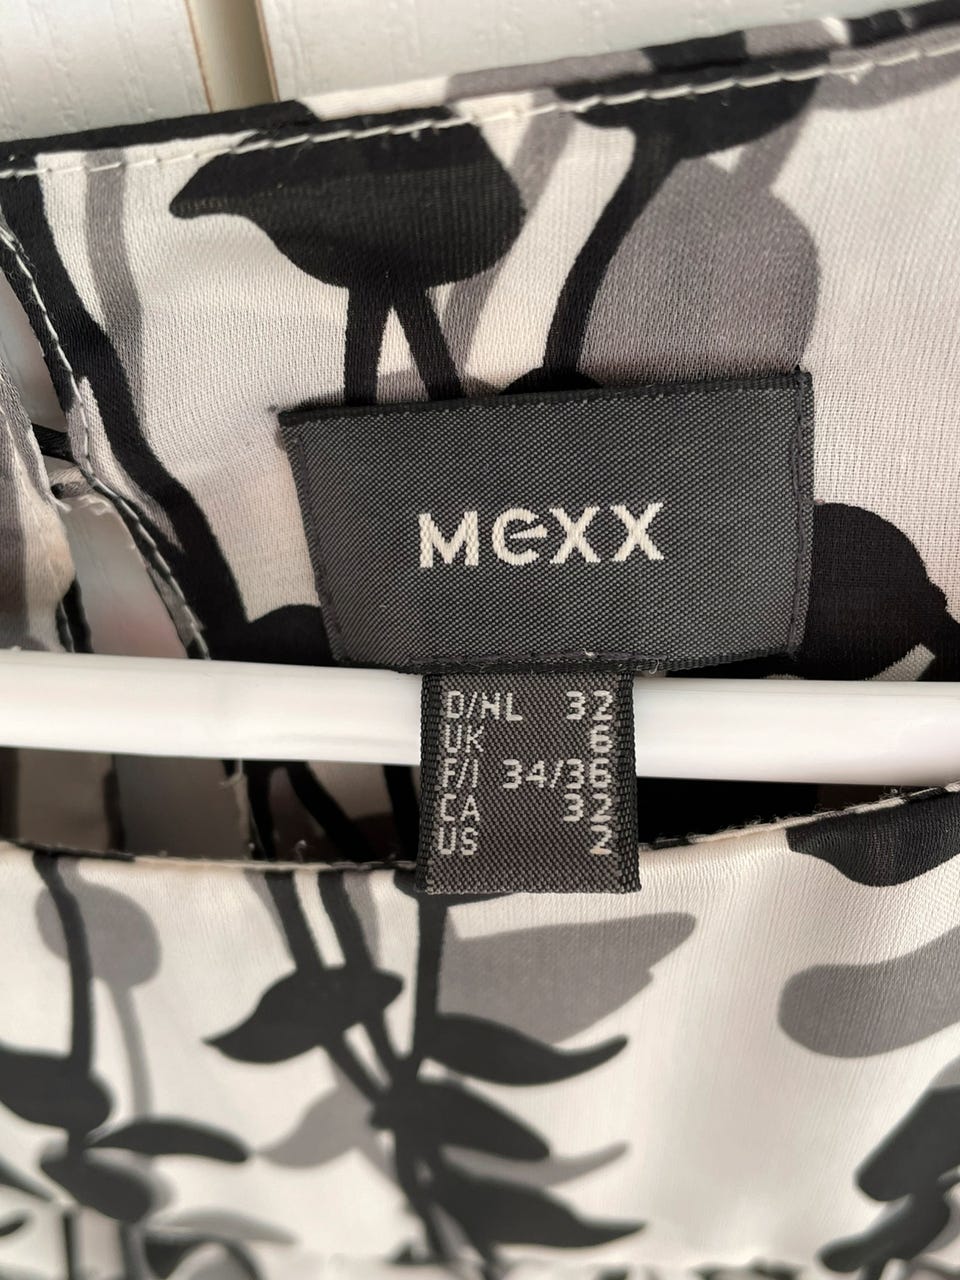 Mexx
D/NL 32
UK 6
F/I 34/36
CA 32
US 2